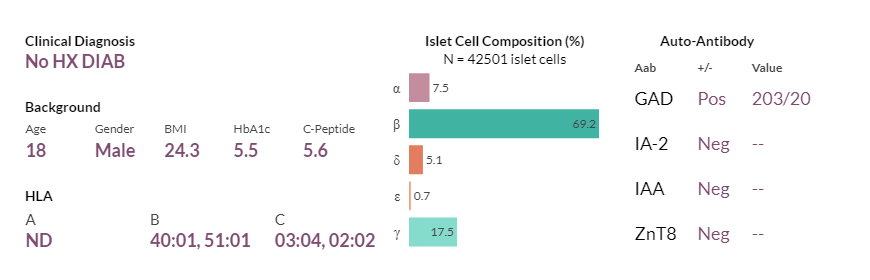 Clinical Diagnosis
No HX DIAB
Background
Age Gender BMI HbA1c C-Peptide
18 Male 24.3 5.5 5.6
HLA
A B C
ND 40:01, 51:01 03:04, 02:02
Islet Cell Composition (%)
N = 42501 islet cells
α 7.5
β 69.2
δ 5.1
ε 0.7
γ 17.5
Auto-Antibody
Aab +/- Value
GAD Pos 203/20
IA-2 Neg --
IAA Neg --
ZnT8 Neg --